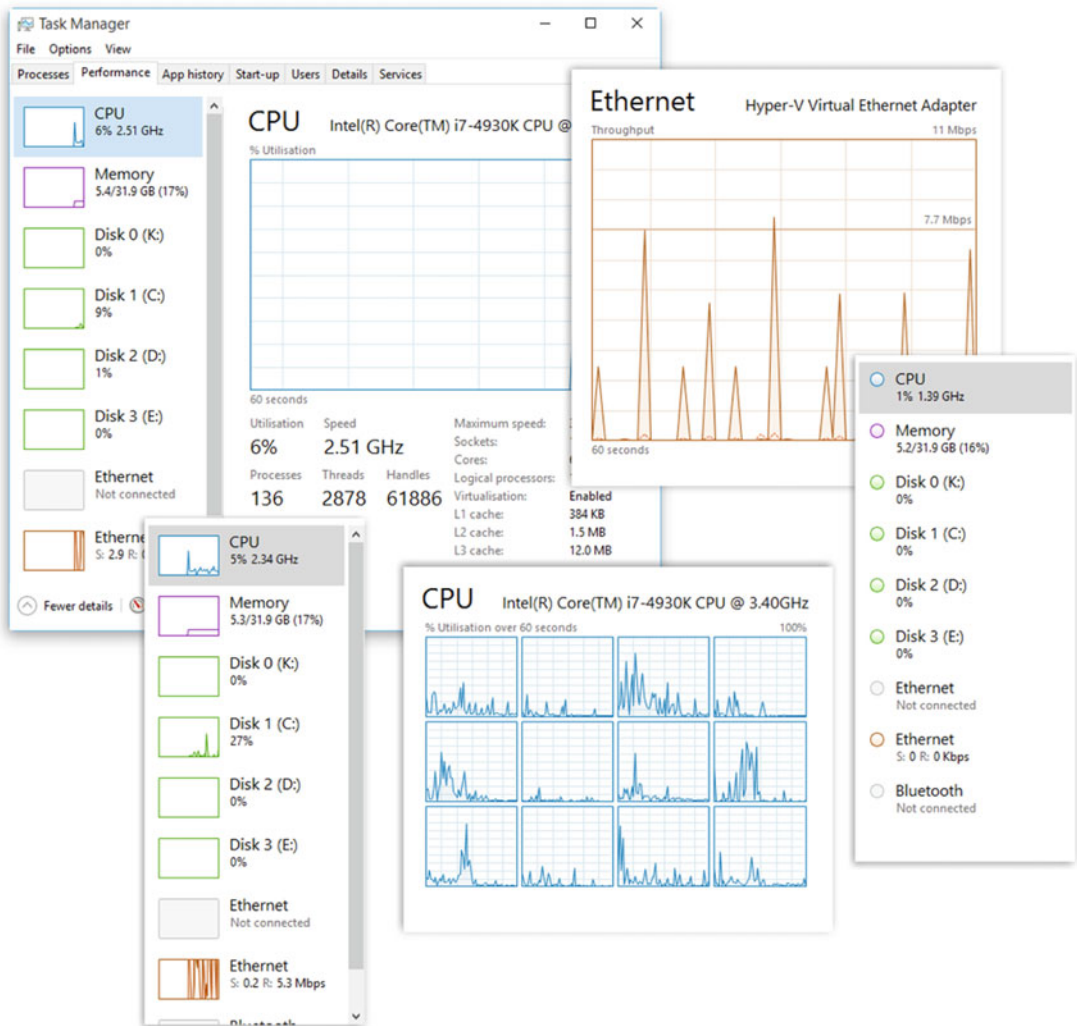 Task Manager
File Options View
Processes Performance App history Start-up Users Details Services
CPU
6% 2.51 GHz
Memory
5.4/31.9 GB (17%)
Disk 0 (K:)
0%
Disk 1 (C:)
9%
Disk 2 (D:)
1%
Disk 3 (E:)
0%
Ethernet
Not connected
S: 2.9 R:
Fewer details
CPU Intel(R) Core(TM) i7-4930K CPU @
% Utilisation
60 seconds
Utilisation Speed
6% 2.51 GHz
Processes Threads Handles
136 2878 61886
Maximum speed:
Sockets:
Cores:
Logical processors:
Virtualisation: Enabled
L1 cache: 384 KB
L2 cache: 1.5 MB
L3 cache: 12.0 MB
Ethernet Hyper-V Virtual Ethernet Adapter
Throughput 11 Mbps
7.7 Mbps
60 seconds
CPU
1% 1.39 GHz
Memory
5.2/31.9 GB (16%)
Disk 0 (K:)
0%
Disk 1 (C:)
0%
Disk 2 (D:)
0%
Disk 3 (E:)
0%
Ethernet
Not connected
Ethernet
S: 0 R: 0 Kbps
Bluetooth
Not connected
CPU
5% 2.34 GHz
Memory
5.3/31.9 GB (17%)
Disk 0 (K:)
0%
Disk 1 (C:)
27%
Disk 2 (D:)
0%
Disk 3 (E:)
0%
Ethernet
Not connected
Ethernet
S: 0.2 R: 5.3 Mbps
CPU Intel(R) Core(TM) i7-4930K CPU @ 3.40GHz
% Utilisation over 60 seconds 100%